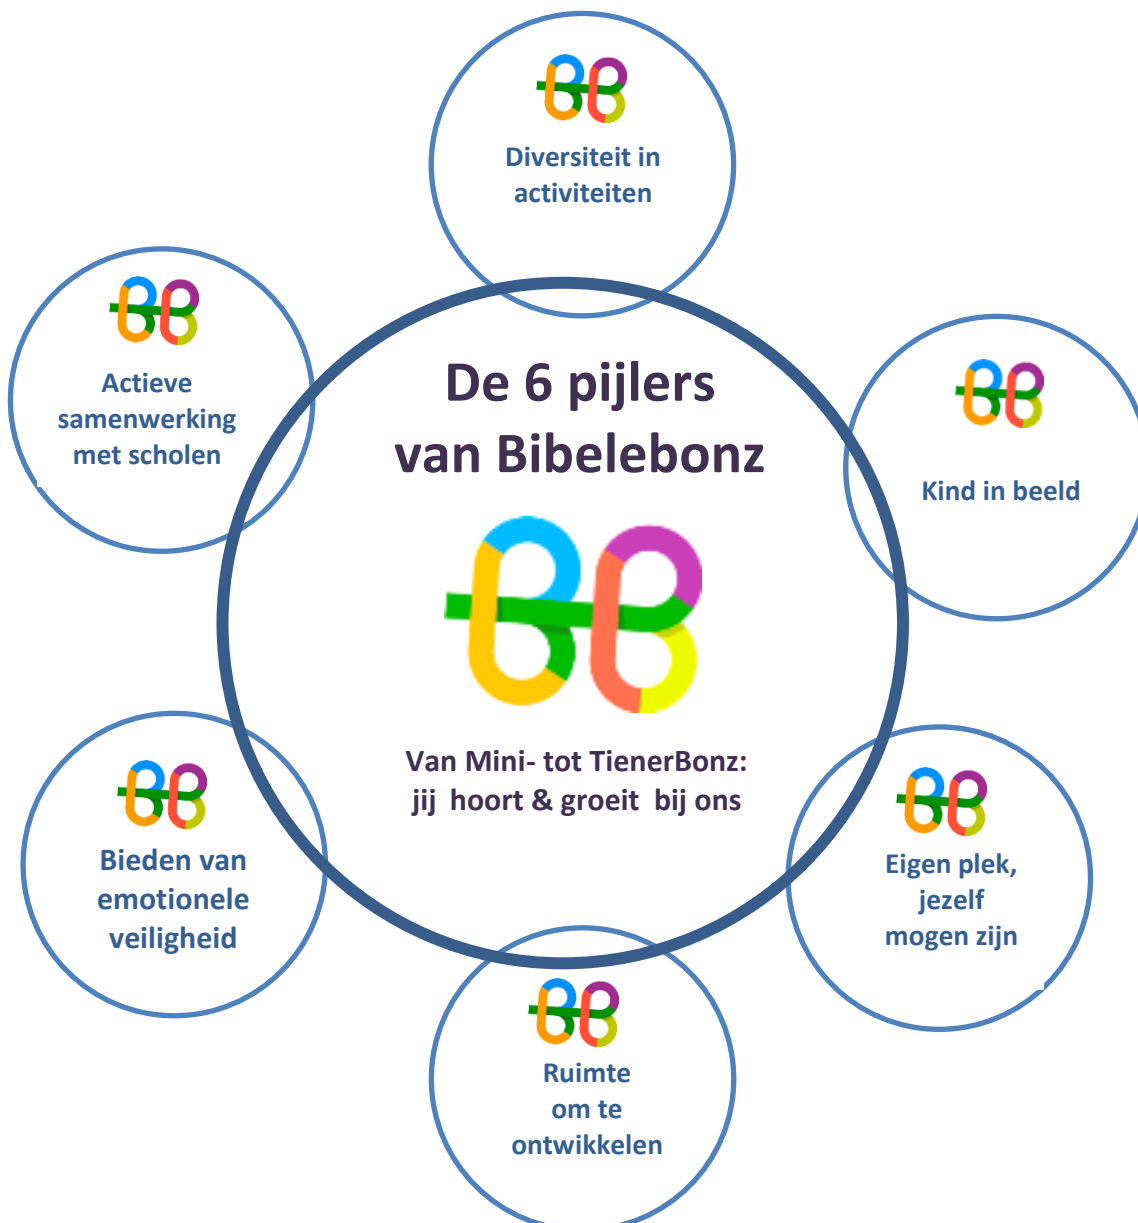 Diversiteit in
activiteiten
Actieve
samenwerking
met scholen
De 6 pijlers
van Bibelebonz
Kind in beeld
Van Mini- tot TienerBonz:
jij hoort & groeit bij ons
Bieden van
emotionele
veiligheid
Eigen plek,
jezelf
mogen zijn
Ruimte
om te
ontwikkelen